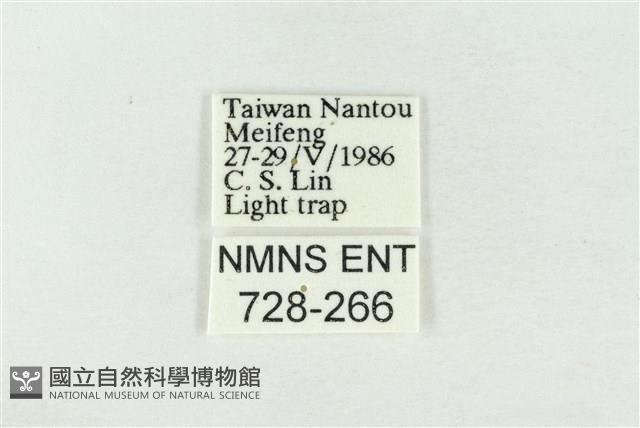 Taiwan Nantou
Meifeng
27-29/V/1986
C. S. Lin
Light trap
NMNS ENT
728-266
國立自然科學博物館
NATIONAL MUSEUM OF NATURAL SCIENCE